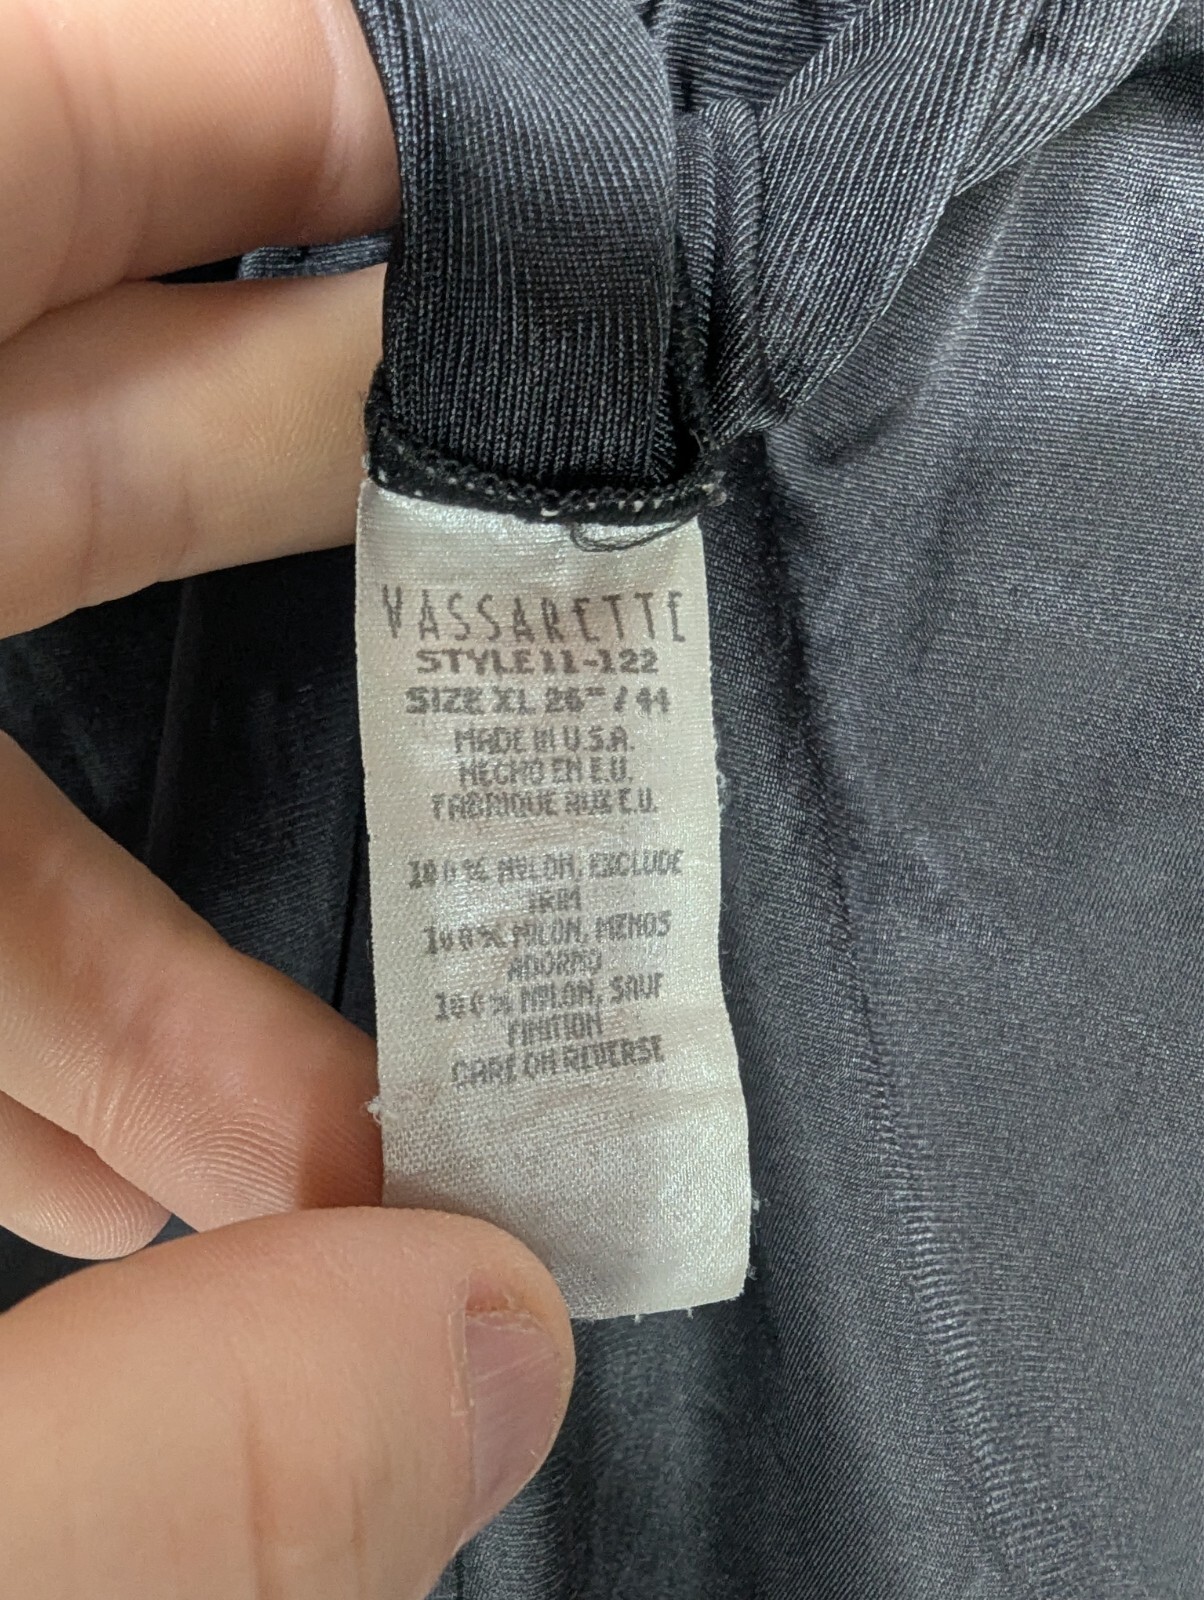 VASSARETTE
STYLE 11-122
SIZE XL 26" / 44
MADE IN U.S.A.
HECHO EN E.U.
FABRIQUE AUX E.U.
100% NYLON, EXCLUDE
TRIM
100% NILON, MENOS
ADORNO
100% NYLON, SAUF
FINITION
CARE ON REVERSE